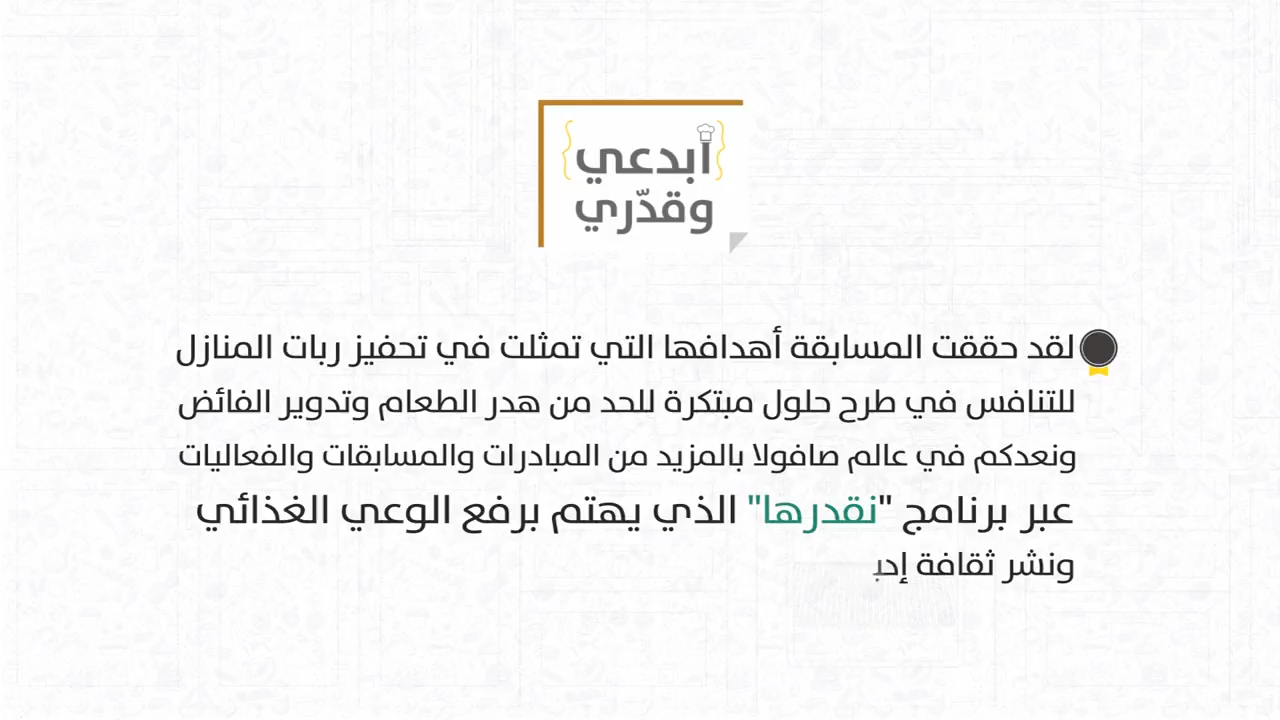 أبدعي
وقدّري
لقد حققت المسابقة أهدافها التي تمثلت في تحفيز ربات المنازل
للتنافس في طرح حلول مبتكرة للحد من هدر الطعام وتدوير الفائض
ونعدكم في عالم صافولا بالمزيد من المبادرات والمسابقات والفعاليات
عبر برنامج "نقدرها" الذي يهتم برفع الوعي الغذائي
ونشر ثقافة